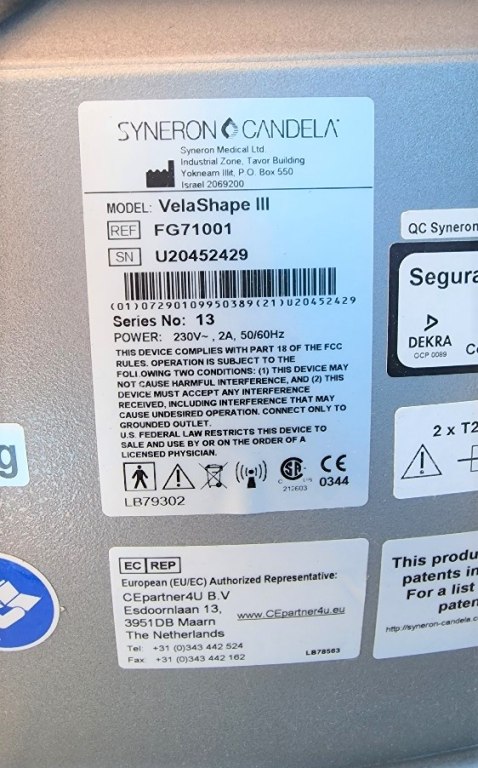 SYNERON CANDELA
Syneron Medical Ltd.
Industrial Zone, Tavor Building
Yokneam Illit, P.O. Box 550
Israel 2069200
MODEL: VelaShape III
REF FG71001
SN U20452429
(01)07290109950389(21)U20452429
Series No: 13
POWER: 230V~, 2A, 50/60Hz
THIS DEVICE COMPLIES WITH PART 18 OF THE FCC
RULES. OPERATION IS SUBJECT TO THE
FOLLOWING TWO CONDITIONS: (1) THIS DEVICE MAY
NOT CAUSE HARMFUL INTERFERENCE, AND (2) THIS
DEVICE MUST ACCEPT ANY INTERFERENCE
RECEIVED, INCLUDING INTERFERENCE THAT MAY
CAUSE UNDESIRED OPERATION. CONNECT ONLY TO
GROUNDED OUTLET.
U.S. FEDERAL LAW RESTRICTS THIS DEVICE TO
SALE AND USE BY OR ON THE ORDER OF A
LICENSED PHYSICIAN.
C US
212603
CE
0344
LB79302
EC REP
European (EU/EC) Authorized Representative:
CEpartner4U B.V
Esdoornlaan 13,
3951DB Maarn
The Netherlands
www.CEpartner4u.eu
Tel: +31 (0)343 442 524
Fax: +31 (0)343 442 162
LB78563
QC Syneron
Segura
DEKRA
OCP 0089
2 x T2
g
This produ
patents in
For a list
paten
http://syneron-candela.c